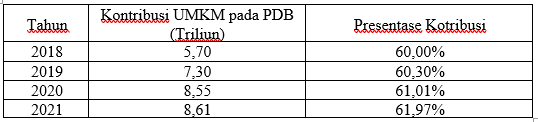 Tahun Kontribusi UMKM pada PDB (Triliun) Presentase Kotribusi
2018 5,70 60,00%
2019 7,30 60,30%
2020 8,55 61,01%
2021 8,61 61,97%